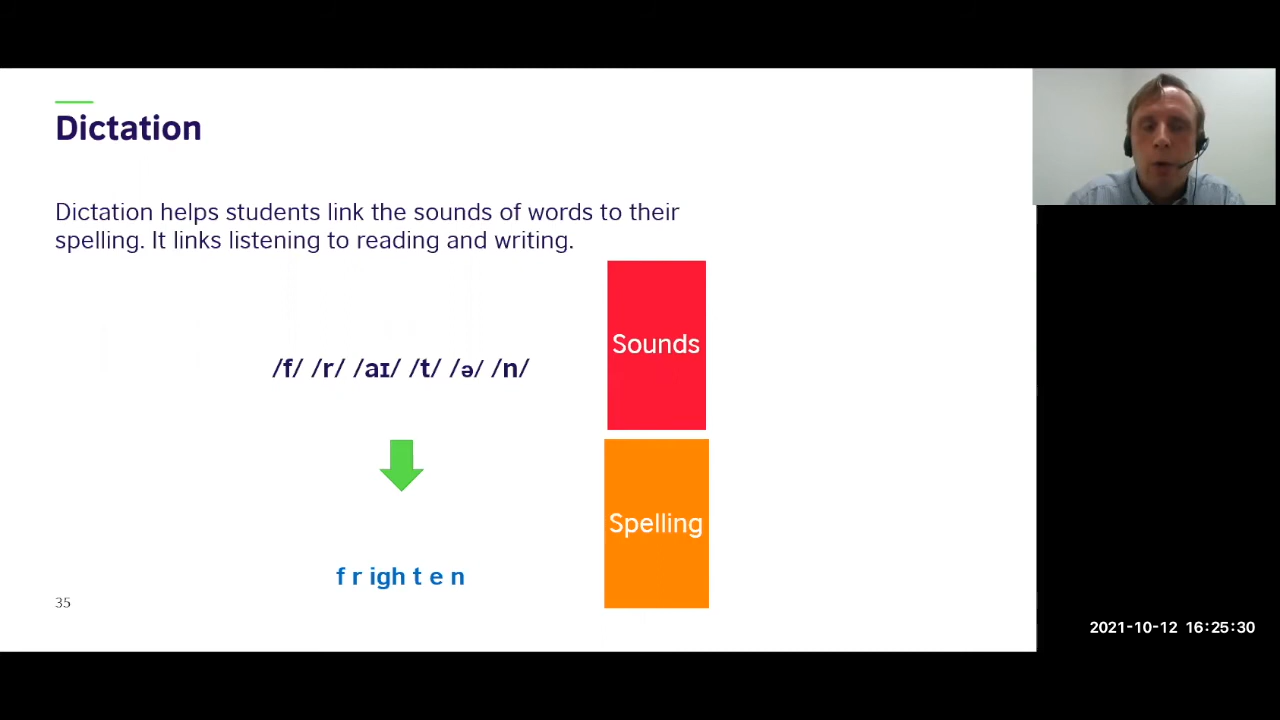 Dictation
Dictation helps students link the sounds of words to their
spelling. It links listening to reading and writing.
Sounds
/f/ /r/ /aɪ/ /t/ /ə/ /n/
Spelling
f r igh t e n
35
2021-10-12 16:25:30